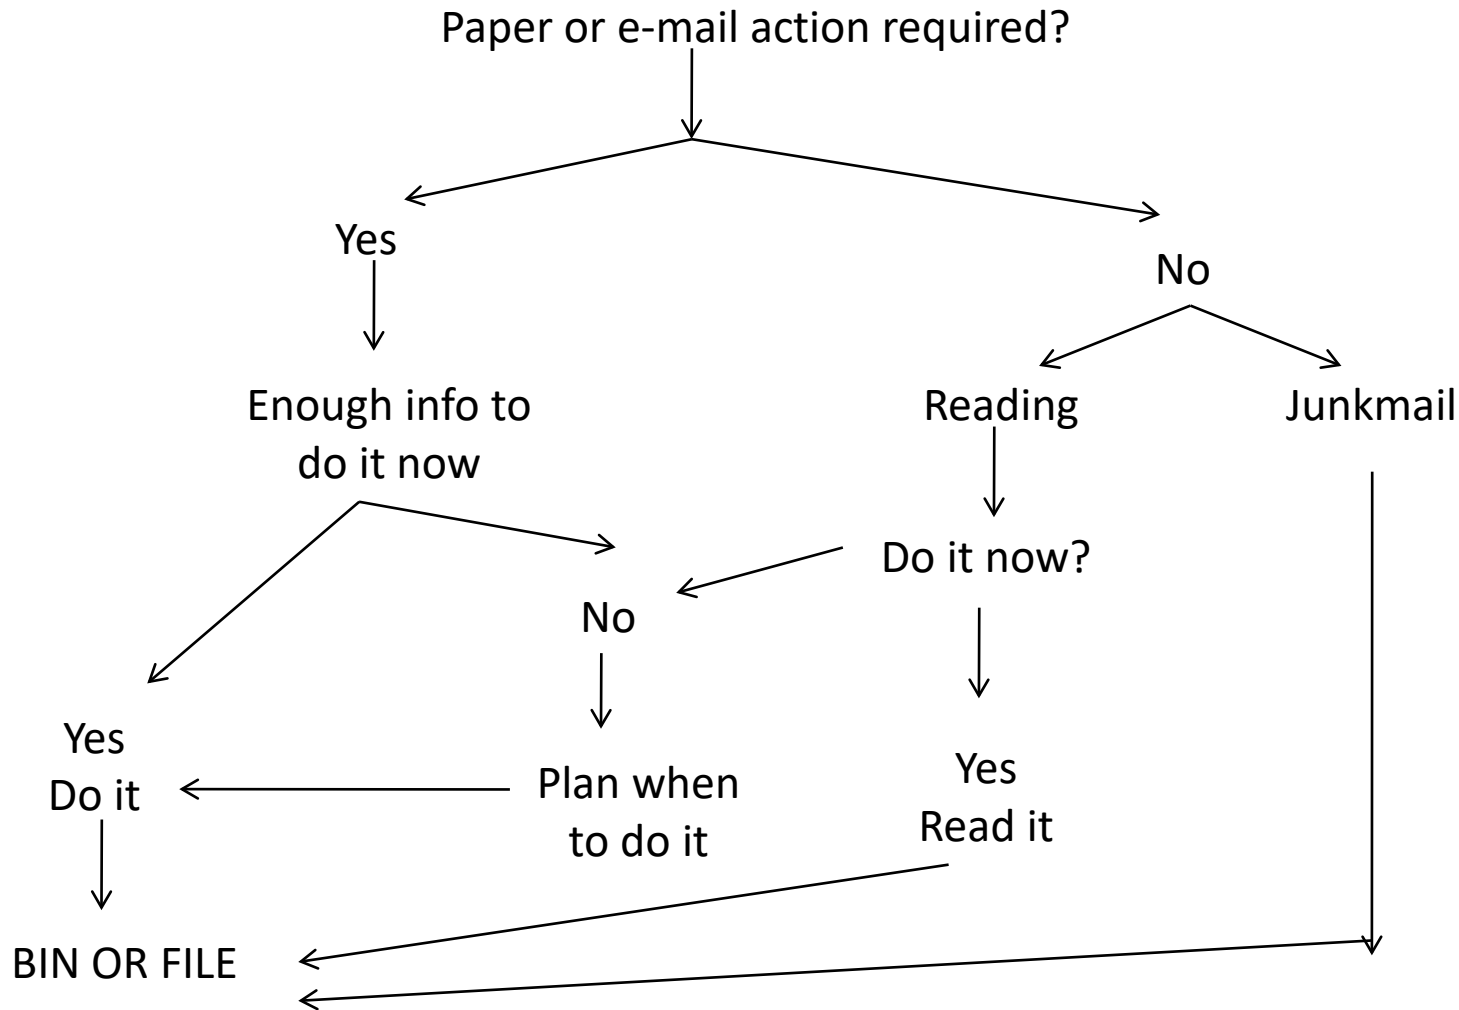 Paper or e-mail action required?
Yes
No
Enough info to
do it now
Reading
Junkmail
Do it now?
No
Yes
Do it
Plan when
to do it
Yes
Read it
BIN OR FILE